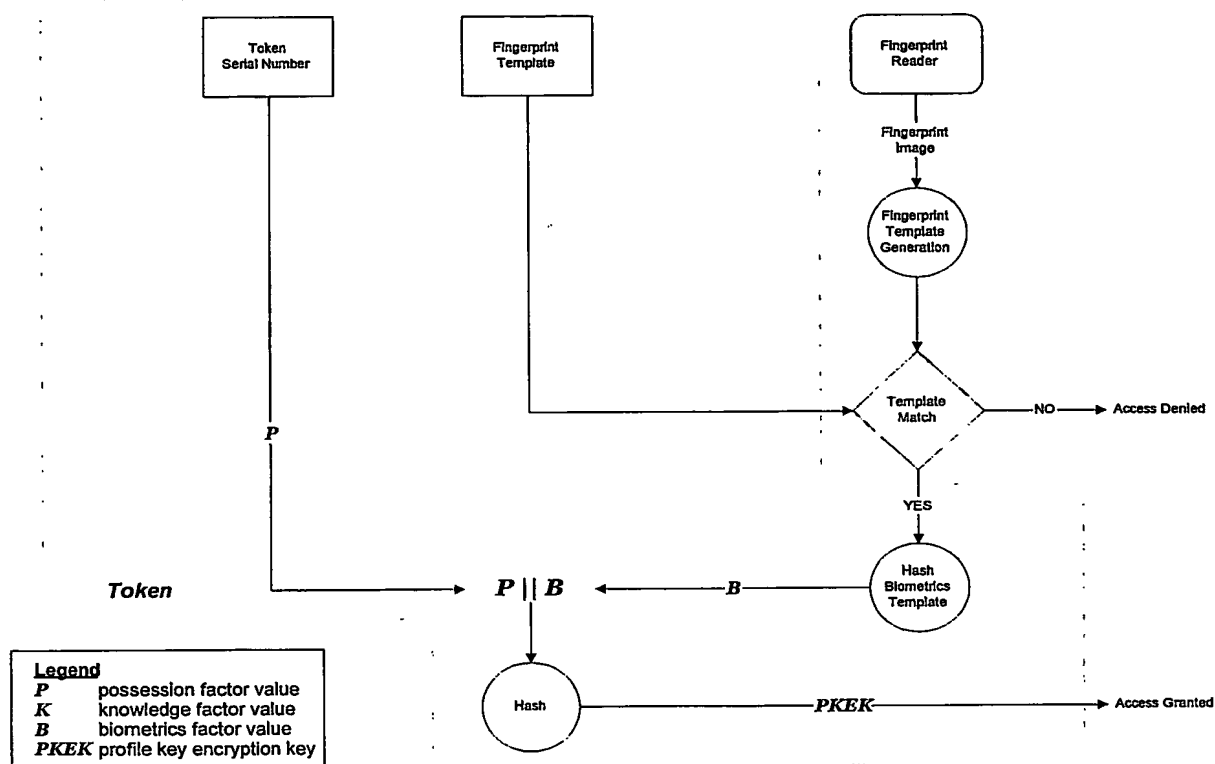 Token
Serial Number
Fingerprint
Template
Fingerprint
Reader
Fingerprint
Image
Fingerprint
Template
Generation
Template
Match
NO
Access Denied
P
YES
Token
P || B
B
Hash
Biometrics
Template
Legend
P possession factor value
K knowledge factor value
B biometrics factor value
PKEK profile key encryption key
Hash
PKEK
Access Granted